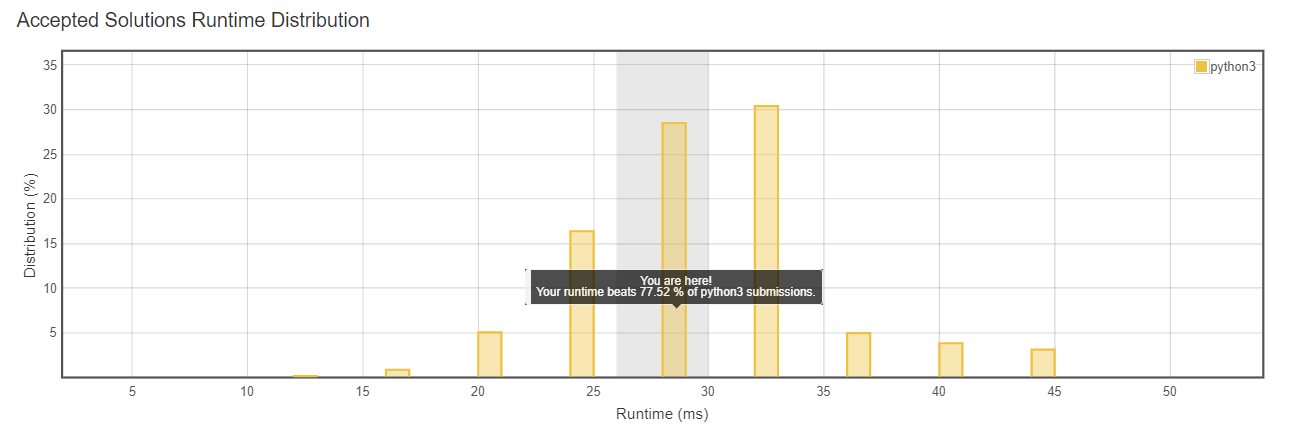 Accepted Solutions Runtime Distribution
35
30
25
20
15
10
5
Distribution (%)
python3
You are here!
Your runtime beats 77.52 % of python3 submissions.
5 10 15 20 25 30 35 40 45 50
Runtime (ms)